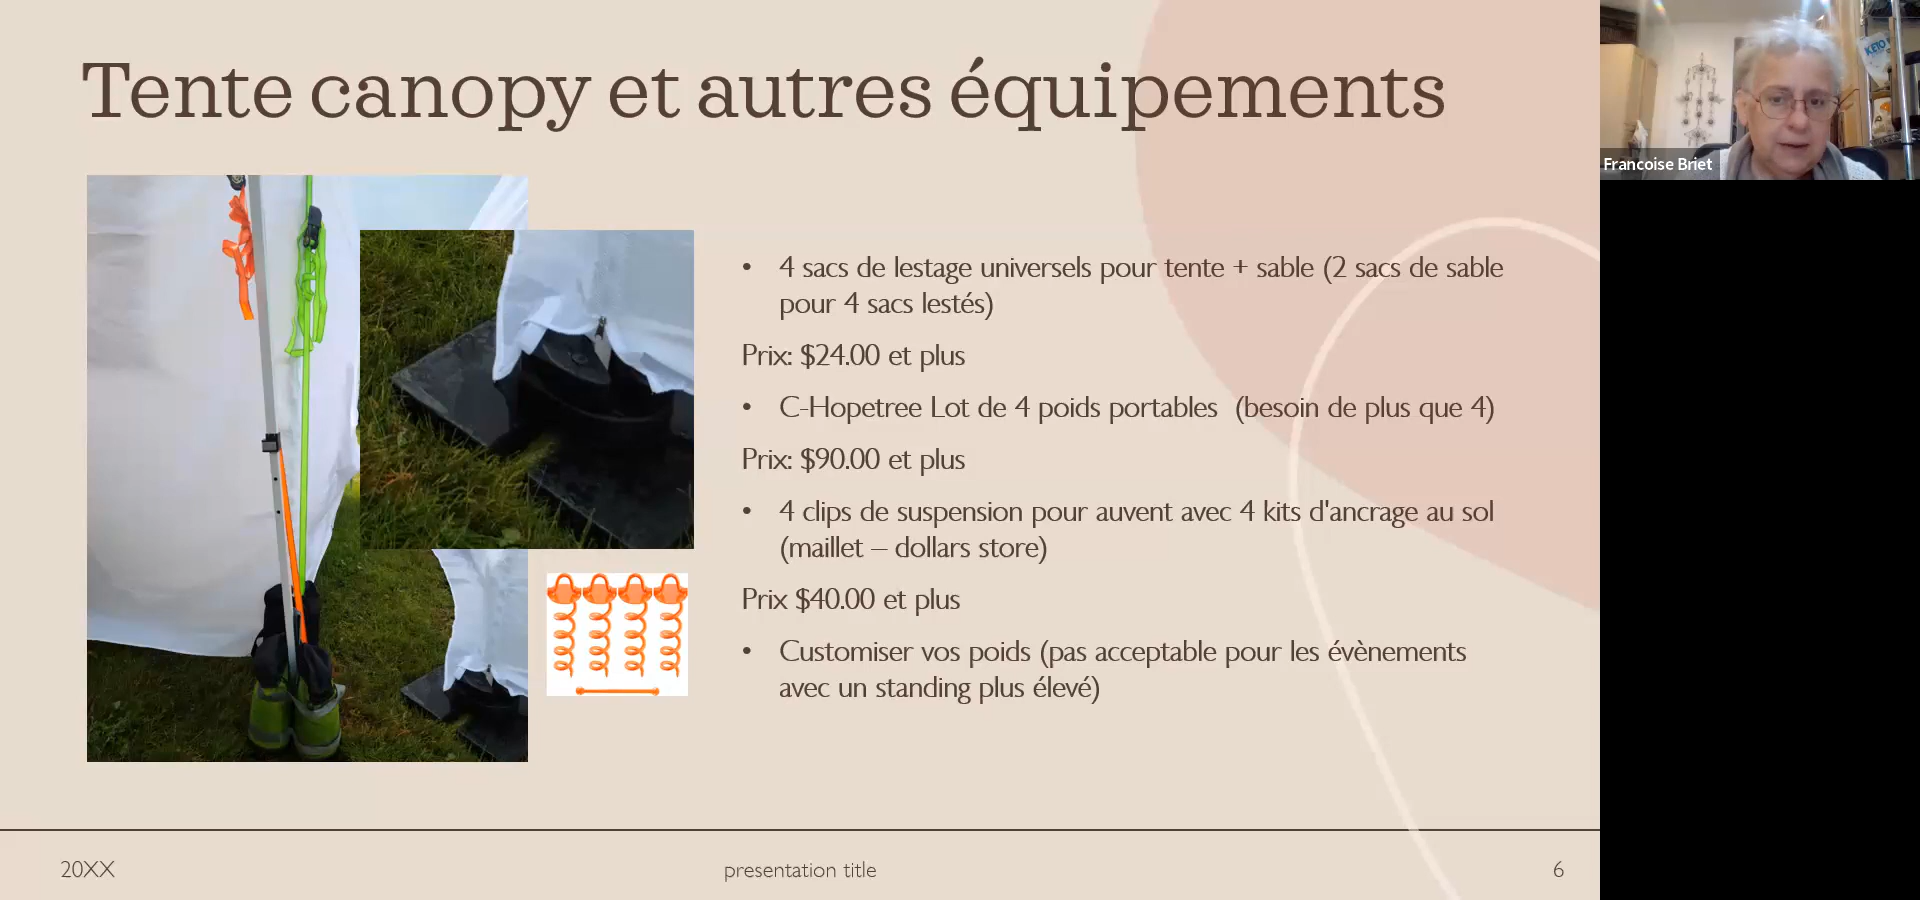 Tente canopy et autres équipements
• 4 sacs de lestage universels pour tente + sable (2 sacs de sable
pour 4 sacs lestés)
Prix: $24.00 et plus
• C-Hopetree Lot de 4 poids portables (besoin de plus que 4)
Prix: $90.00 et plus
• 4 clips de suspension pour auvent avec 4 kits d'ancrage au sol
(maillet – dollars store)
Prix $40.00 et plus
• Customiser vos poids (pas acceptable pour les évènements
avec un standing plus élevé)
20XX
presentation title
6
KETO
Francoise Briet